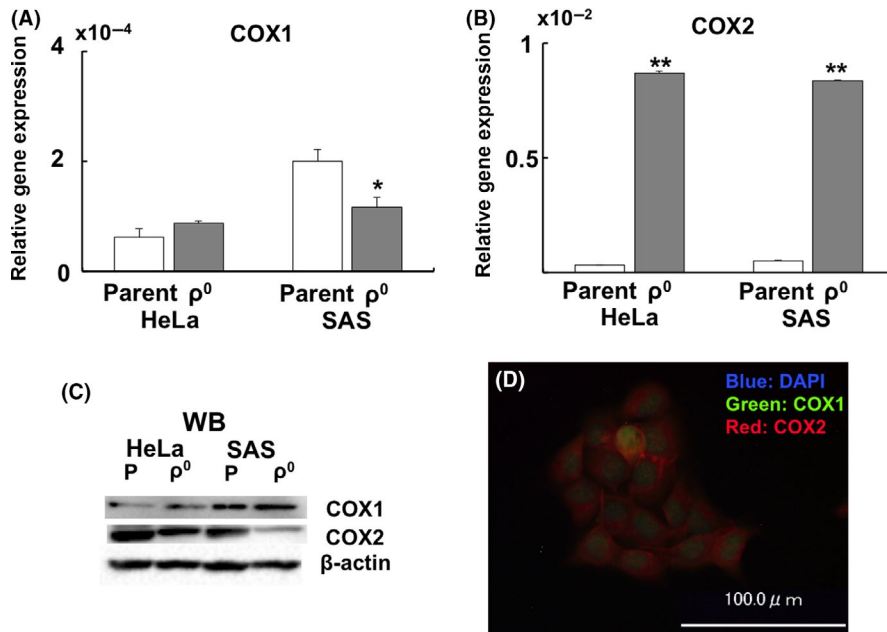 (A)
x10⁻⁴
COX1
4
2
0
Relative gene expression
*
Parent ρ⁰
Parent ρ⁰
HeLa
SAS
(B)
1x10⁻²
COX2
0.5
Relative gene expression
**
**
Parent ρ⁰
Parent ρ⁰
HeLa
SAS
(C)
WB
HeLa SAS
P ρ⁰ P ρ⁰
COX1
COX2
β-actin
(D)
Blue: DAPI
Green: COX1
Red: COX2
100.0 μm